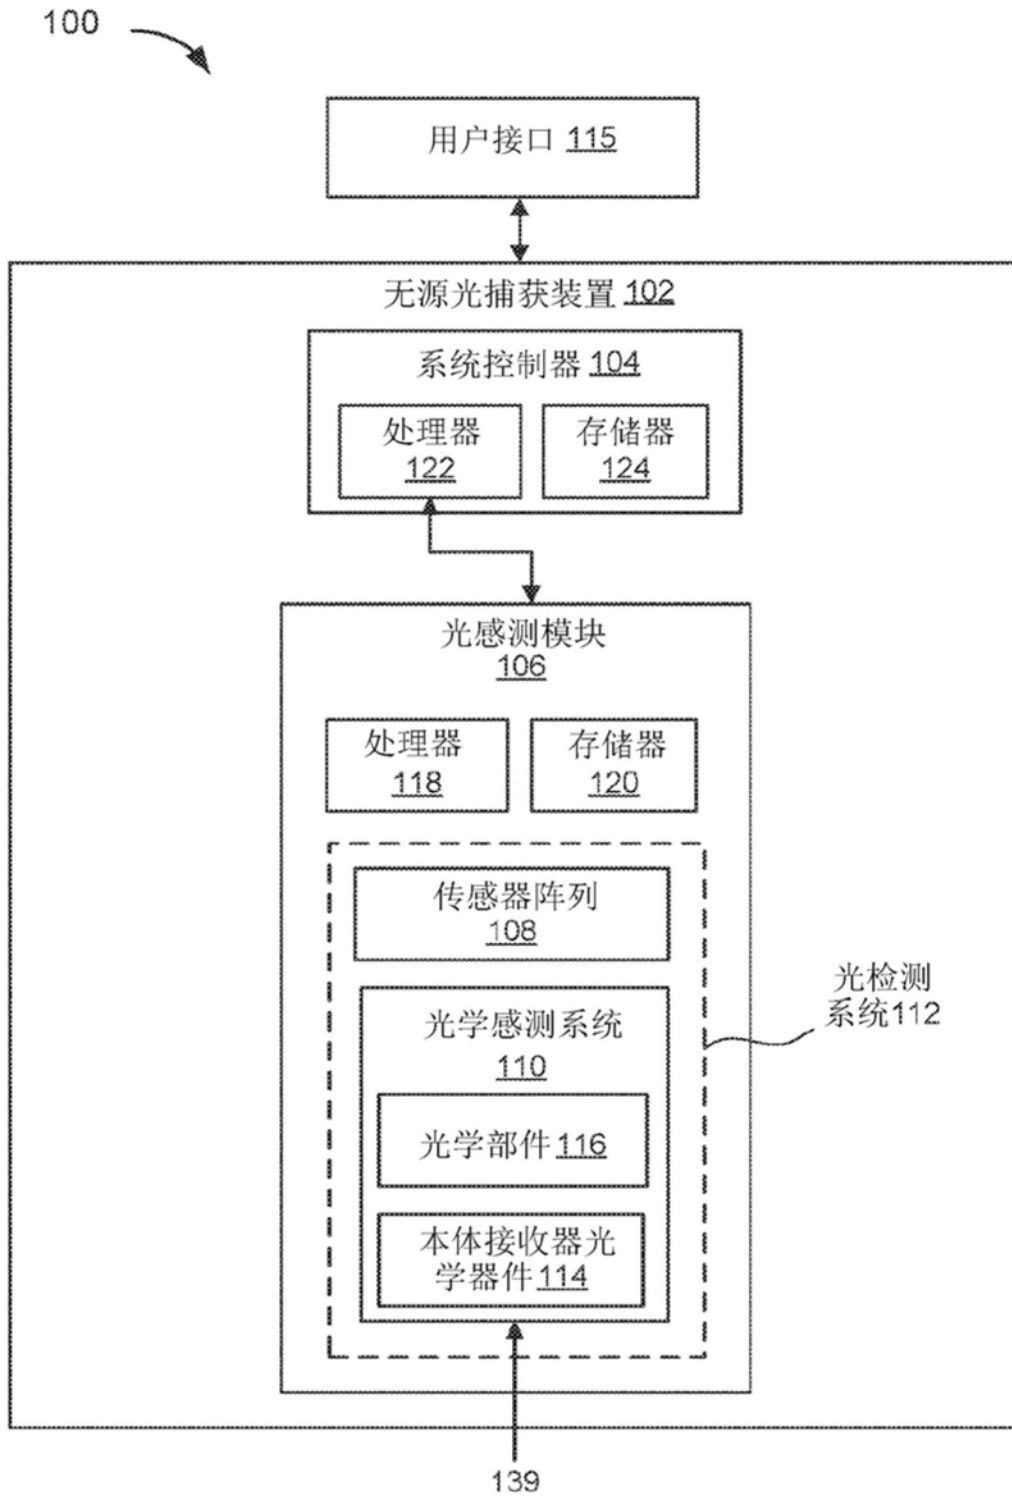 100
用户接口 115
无源光捕获装置 102
系统控制器 104
处理器
122
存储器
124
光感测模块
106
处理器
118
存储器
120
传感器阵列
108
光学感测系统
110
光学部件 116
本体接收器光
学器件 114
光检测
系统112
139